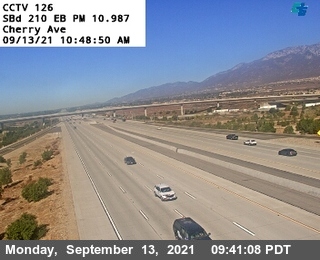 CCTV 126
SBd 210 EB PM 10.987
Cherry Ave
09/13/21 10:48:50 AM
Monday, September 13, 2021 09:41:08 PDT